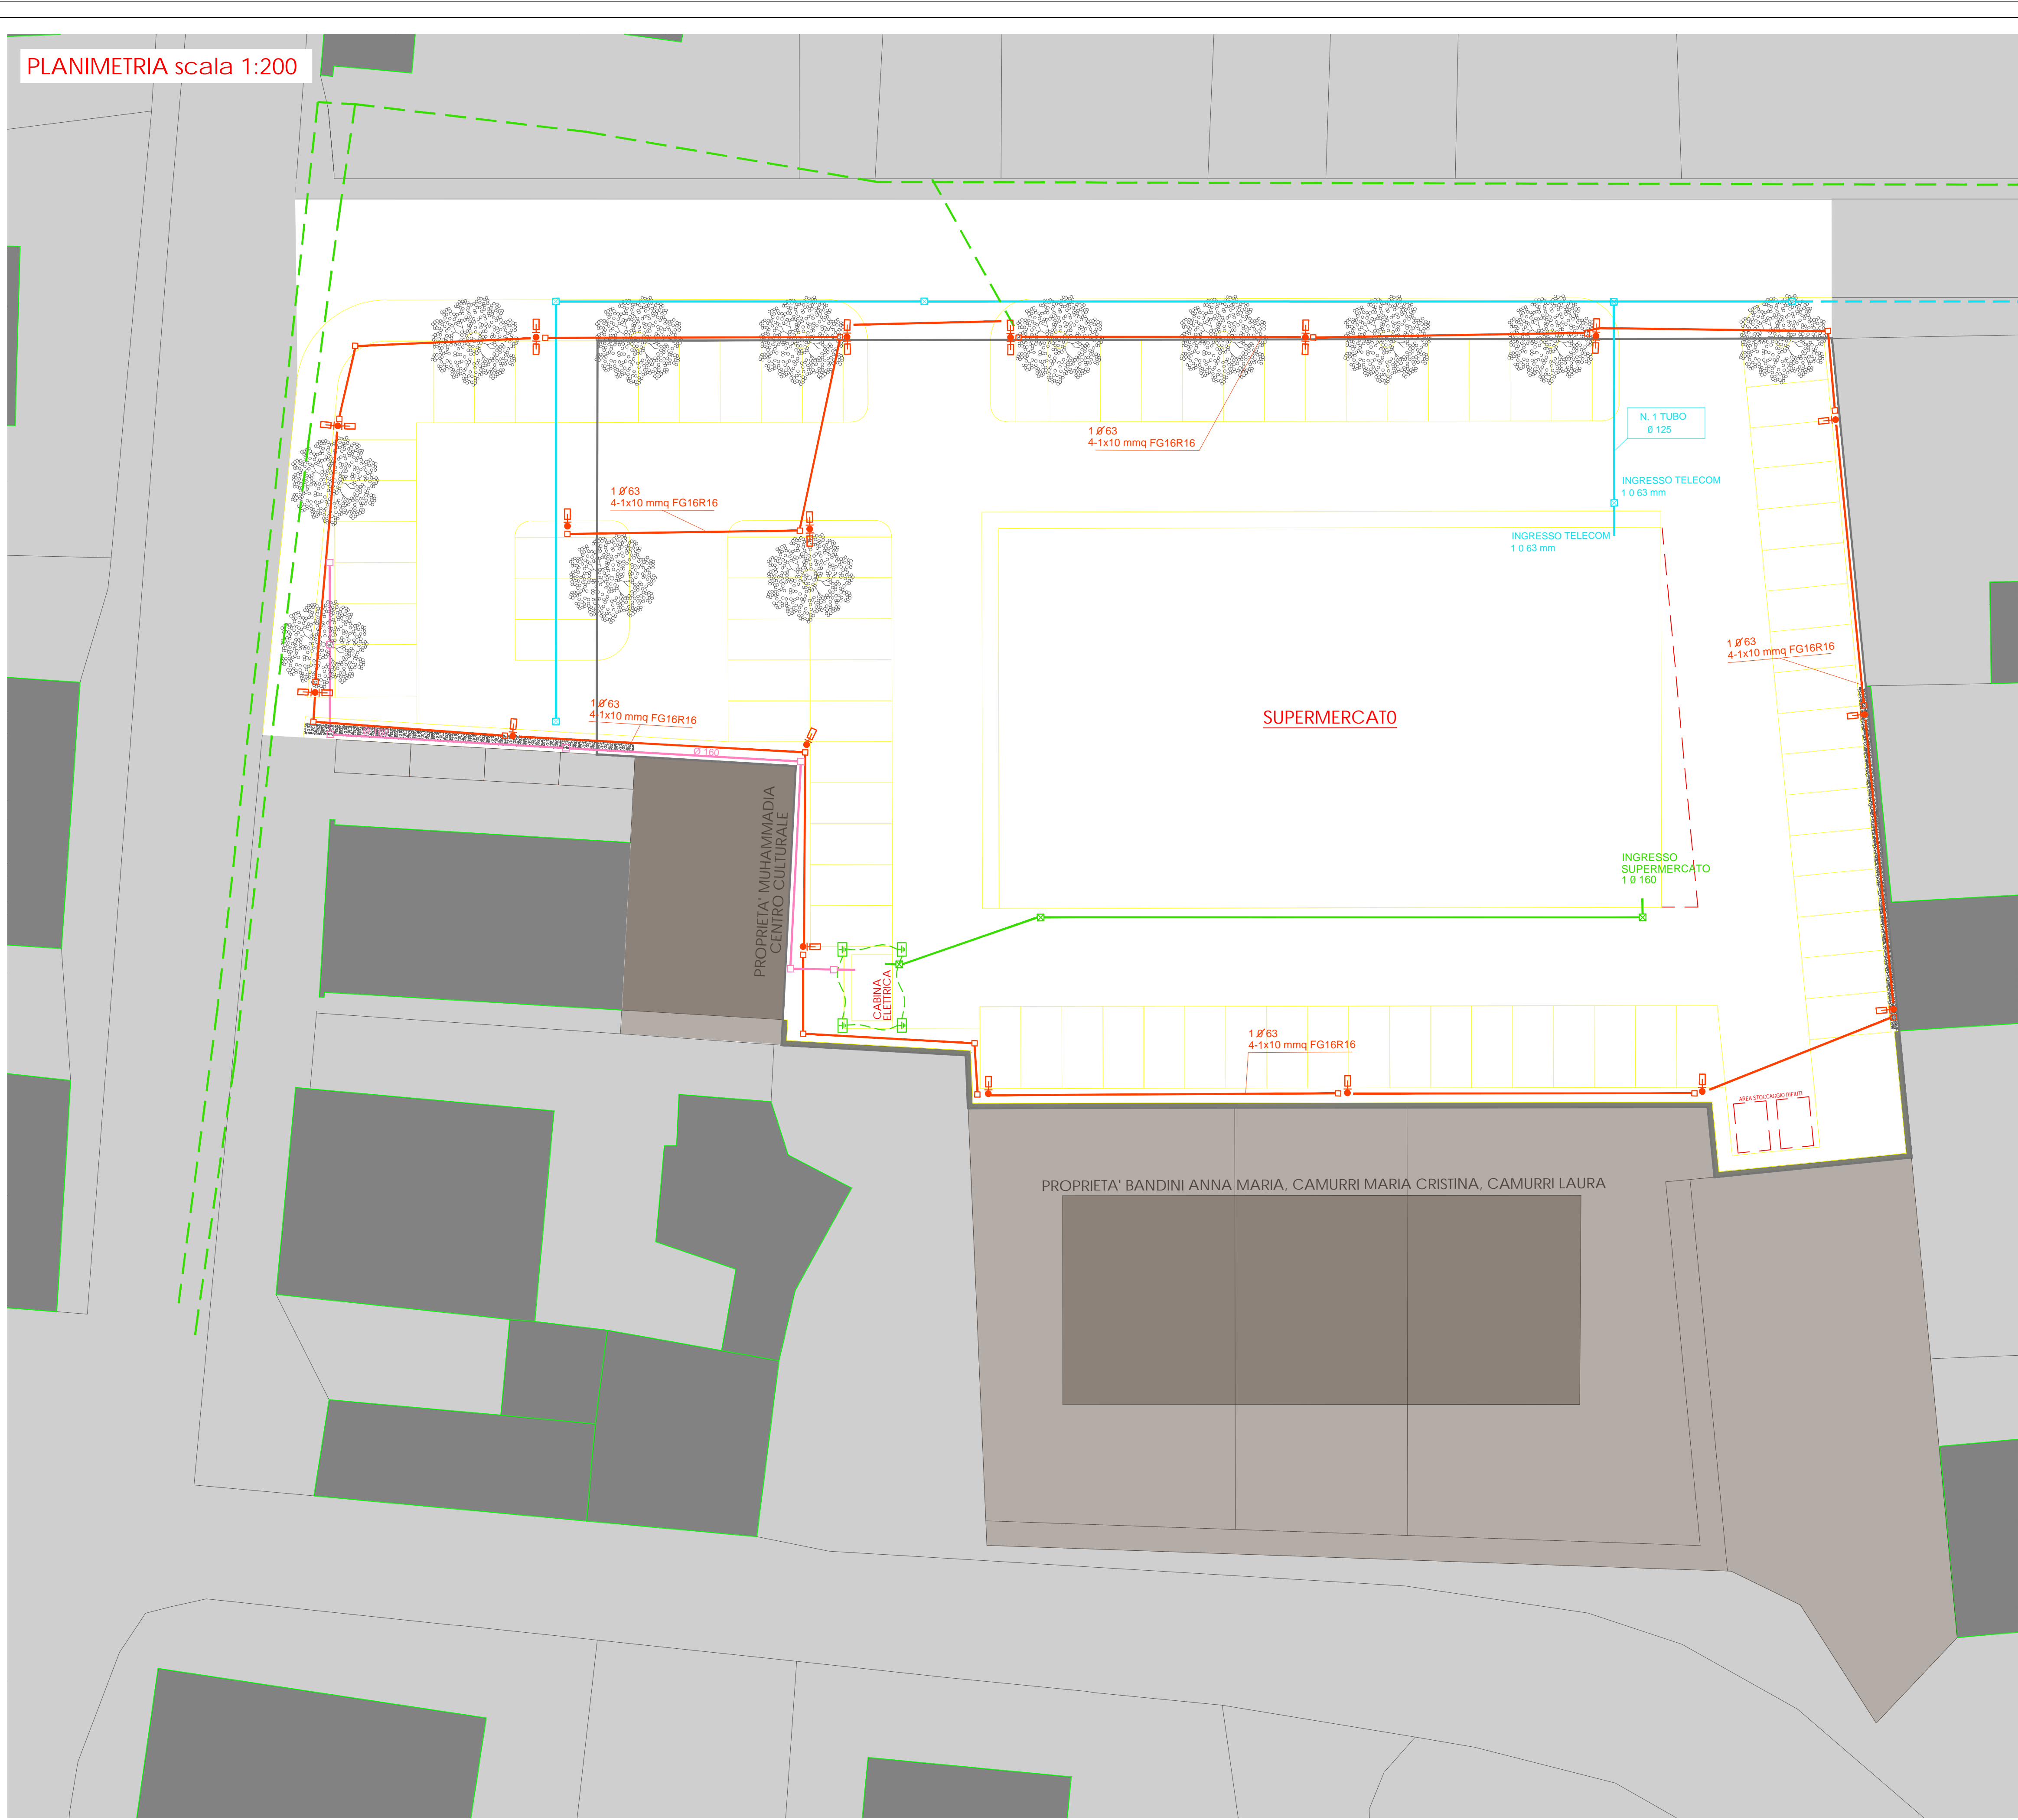 PLANIMETRIA scala 1:200
1 Ø 63
4-1x10 mmq FG16R16
N. 1 TUBO
Ø 125
INGRESSO TELECOM
1 0 63 mm
1 Ø 63
4-1x10 mmq FG16R16
INGRESSO TELECOM
1 0 63 mm
1 Ø 63
4-1x10 mmq FG16R16
1 Ø 63
4-1x10 mmq FG16R16
SUPERMERCATO
Ø 160
PROPRIETA' MUHAMMADIA
CENTRO CULTURALE
INGRESSO
SUPERMERCATO
1 Ø 160
CABINA
ELETTRICA
1 Ø 63
4-1x10 mmq FG16R16
AREA STOCCAGGIO RIFIUTI
PROPRIETA' BANDINI ANNA MARIA, CAMURRI MARIA CRISTINA, CAMURRI LAURA